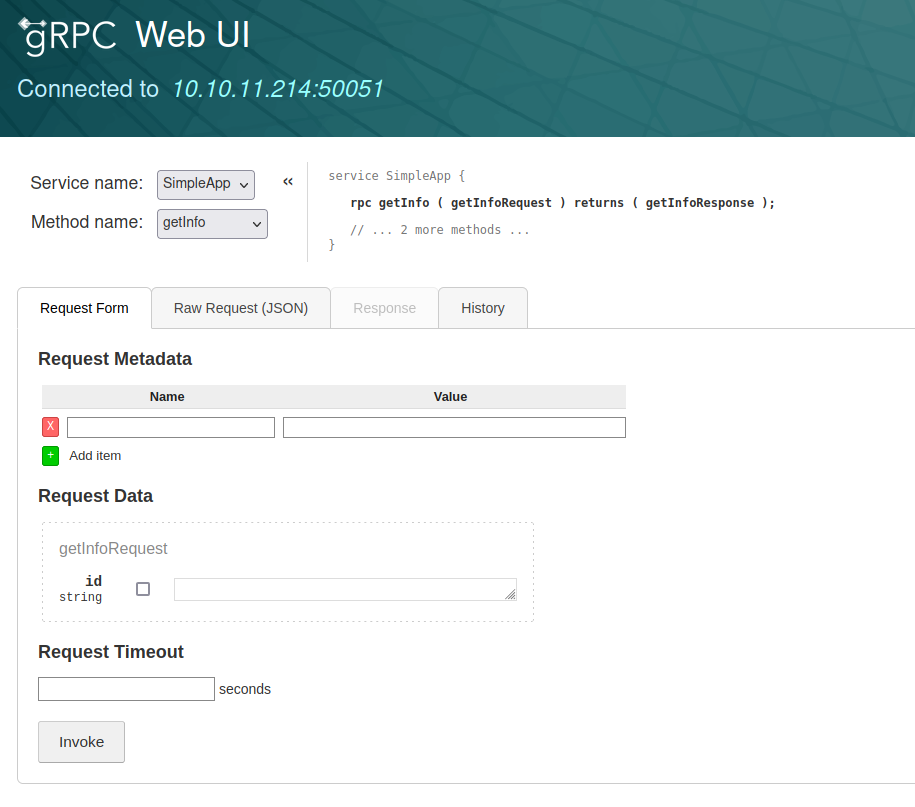 gRPC Web UI
Connected to 10.10.11.214:50051
Service name: SimpleApp
Method name: getInfo
«
service SimpleApp {
rpc getInfo ( getInfoRequest ) returns ( getInfoResponse );
// ... 2 more methods ...
}
Request Form Raw Request (JSON) Response History
Request Metadata
Name Value
X
+ Add item
Request Data
getInfoRequest
id
string
Request Timeout
seconds
Invoke